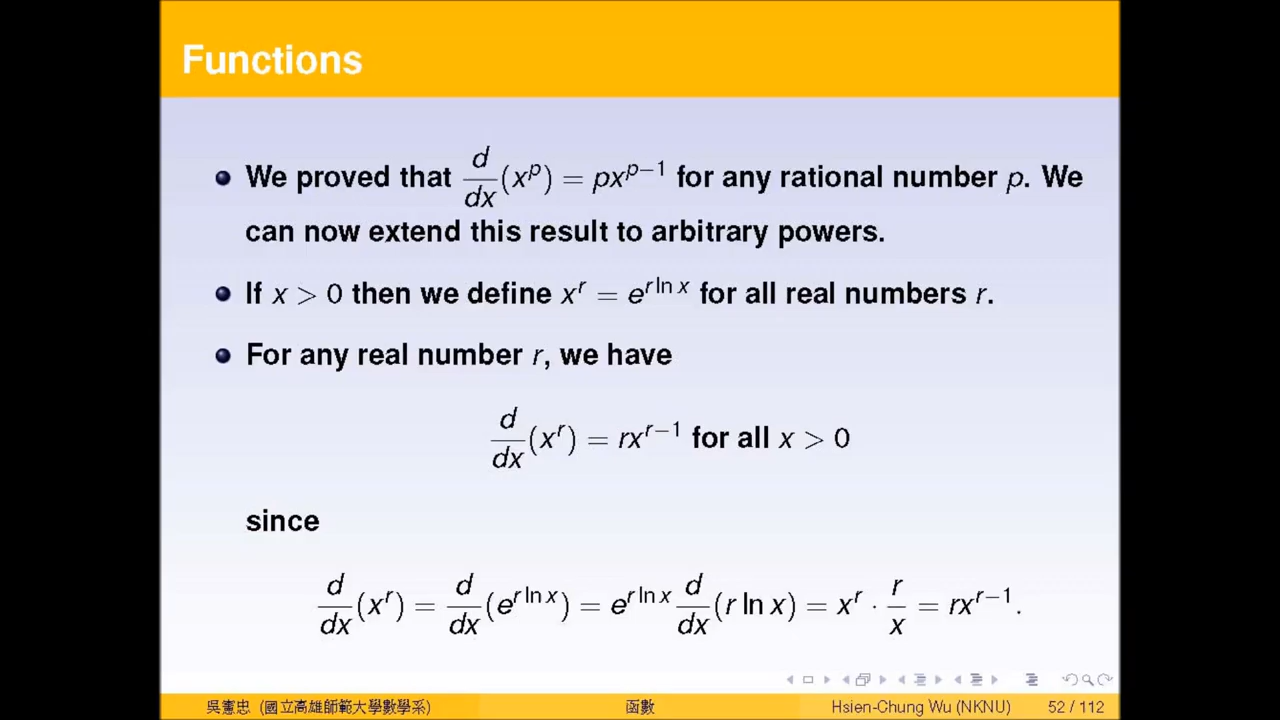 Functions
We proved that d/dx (x^p) = px^{p−1} for any rational number p. We
can now extend this result to arbitrary powers.
If x > 0 then we define x^r = e^{r ln x} for all real numbers r.
For any real number r, we have
d/dx (x^r) = rx^{r−1} for all x > 0
since
d/dx (x^r) = d/dx (e^{r ln x}) = e^{r ln x} d/dx (r ln x) = x^r · r/x = rx^{r−1}.
吳憲忠 (國立高雄師範大學數學系) 函數 Hsien-Chung Wu (NKNU) 52 / 112